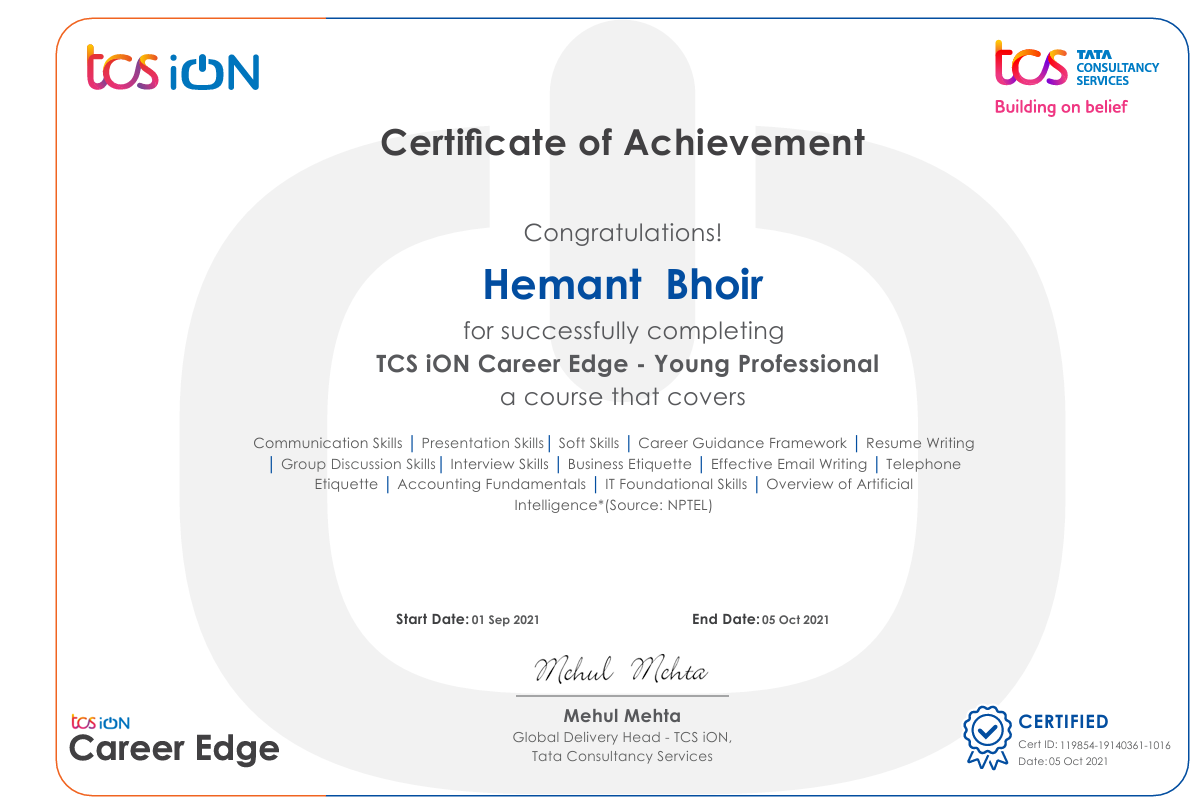 tcs iON
tcs TATA
CONSULTANCY
SERVICES
Building on belief
Certificate of Achievement
Congratulations!
Hemant Bhoir
for successfully completing
TCS iON Career Edge - Young Professional
a course that covers
Communication Skills | Presentation Skills | Soft Skills | Career Guidance Framework | Resume Writing
| Group Discussion Skills | Interview Skills | Business Etiquette | Effective Email Writing | Telephone
Etiquette | Accounting Fundamentals | IT Foundational Skills | Overview of Artificial
Intelligence*(Source: NPTEL)
Start Date: 01 Sep 2021 End Date: 05 Oct 2021
Mehul Mehta
Mehul Mehta
Global Delivery Head - TCS iON,
Tata Consultancy Services
tcs iON
Career Edge
CERTIFIED
Cert ID: 119854-19140361-1016
Date: 05 Oct 2021